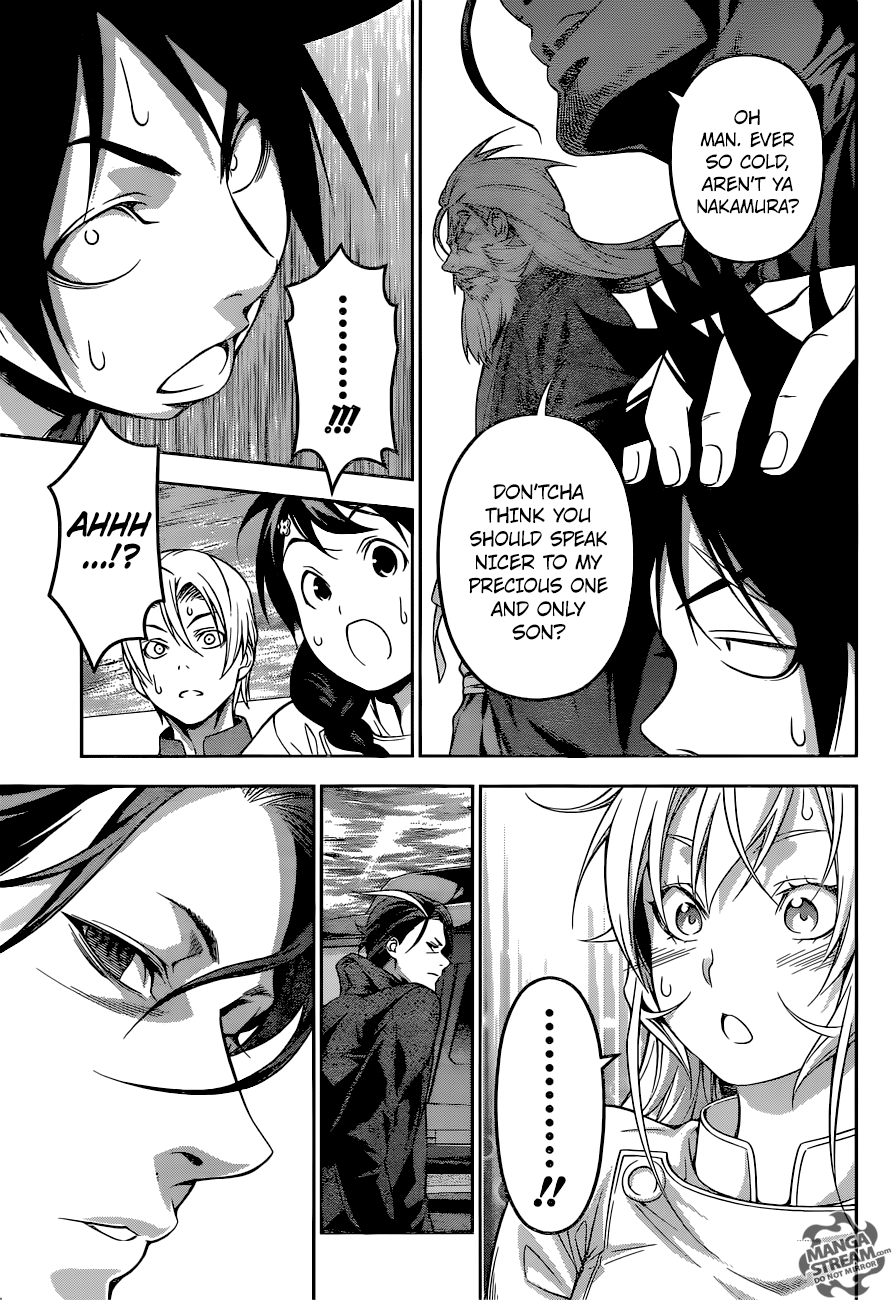 OH
MAN. EVER
SO COLD,
AREN'T YA
NAKAMURA?
DON'TCHA
THINK YOU
SHOULD SPEAK
NICER TO MY
PRECIOUS ONE
AND ONLY
SON?
.........!!!
AHHH
...!?
..........!!
MANGA
STREAM.com
DO NOT MIRROR